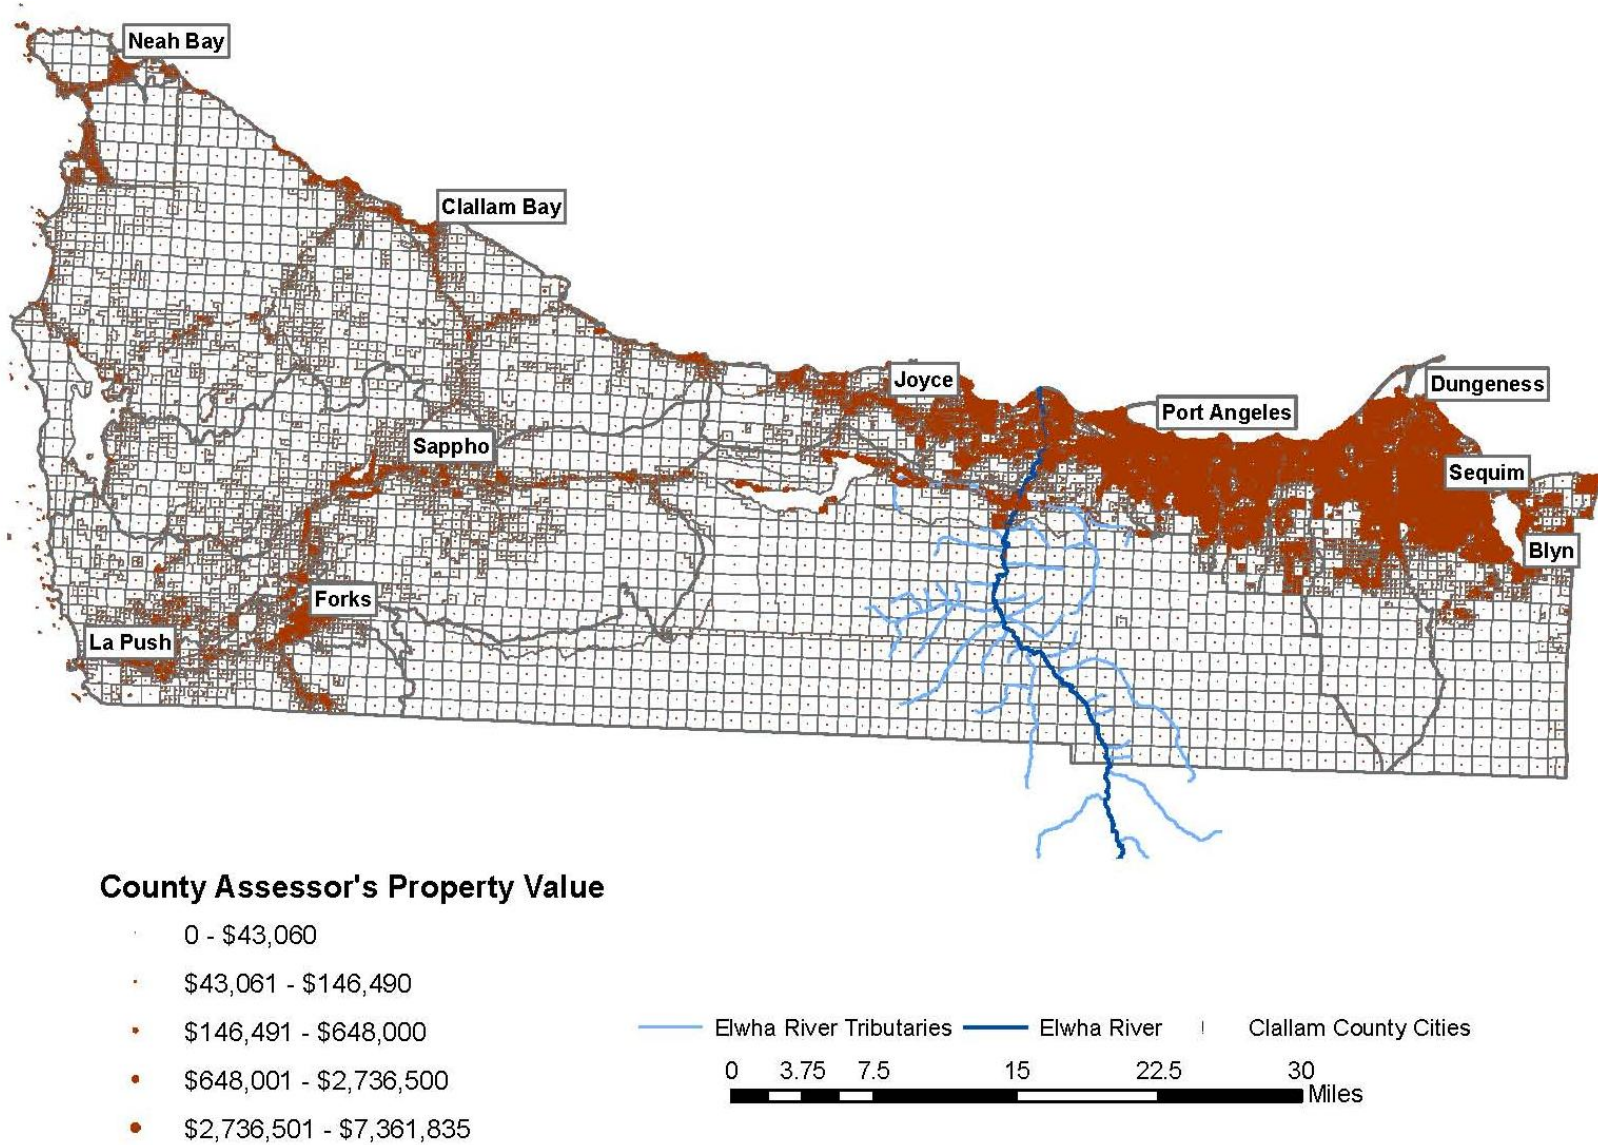 Neah Bay
Clallam Bay
Joyce
Dungeness
Port Angeles
Sappho
Sequim
Blyn
Forks
La Push
County Assessor's Property Value
0 - $43,060
$43,061 - $146,490
$146,491 - $648,000
$648,001 - $2,736,500
$2,736,501 - $7,361,835
Elwha River Tributaries Elwha River Clallam County Cities
0 3.75 7.5 15 22.5 30
Miles